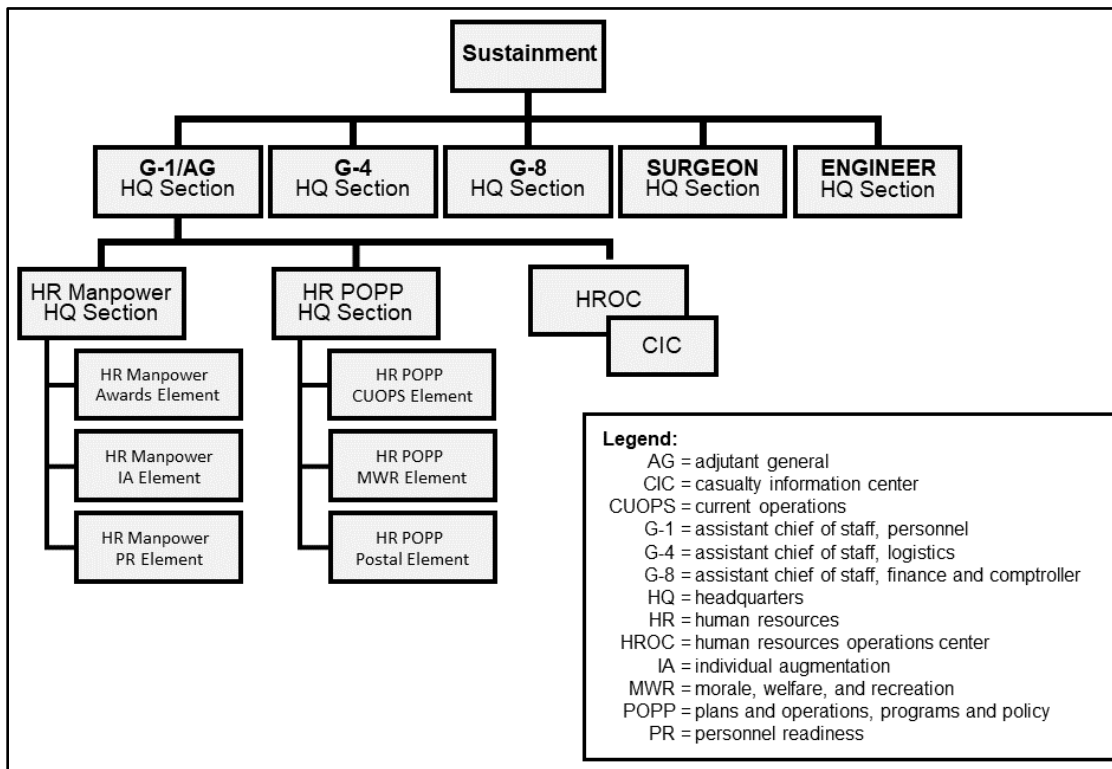 Sustainment
G-1/AG
HQ Section
G-4
HQ Section
G-8
HQ Section
SURGEON
HQ Section
ENGINEER
HQ Section
HR Manpower
HQ Section
HR POPP
HQ Section
HROC
CIC
HR Manpower
Awards Element
HR Manpower
IA Element
HR Manpower
PR Element
HR POPP
CUOPS Element
HR POPP
MWR Element
HR POPP
Postal Element
Legend:
AG = adjutant general
CIC = casualty information center
CUOPS = current operations
G-1 = assistant chief of staff, personnel
G-4 = assistant chief of staff, logistics
G-8 = assistant chief of staff, finance and comptroller
HQ = headquarters
HR = human resources
HROC = human resources operations center
IA = individual augmentation
MWR = morale, welfare, and recreation
POPP = plans and operations, programs and policy
PR = personnel readiness